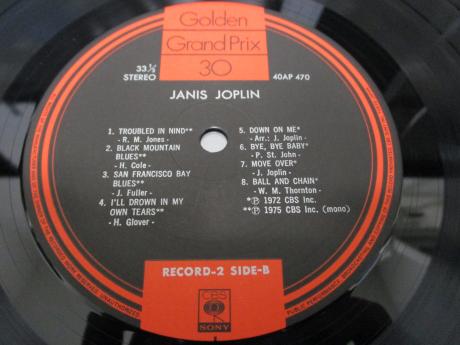 Golden
Grand Prix
30
33⅓
STEREO
40AP 470
JANIS JOPLIN
1. TROUBLED IN MIND**
- R. M. Jones-
2. BLACK MOUNTAIN
BLUES**
- H. Cole-
3. SAN FRANCISCO BAY
BLUES**
- J. Fuller-
4. I'LL DROWN IN MY
OWN TEARS**
-H. Glover-
5. DOWN ON ME*
-Arr.: J. Joplin-
6. BYE, BYE BABY*
- P. St. John-
7. MOVE OVER*
-J. Joplin-
8. BALL AND CHAIN*
- W. M. Thornton-
*℗ 1972 CBS Inc.
**℗ 1975 CBS Inc. (mono)
RECORD-2 SIDE-B
CBS
SONY